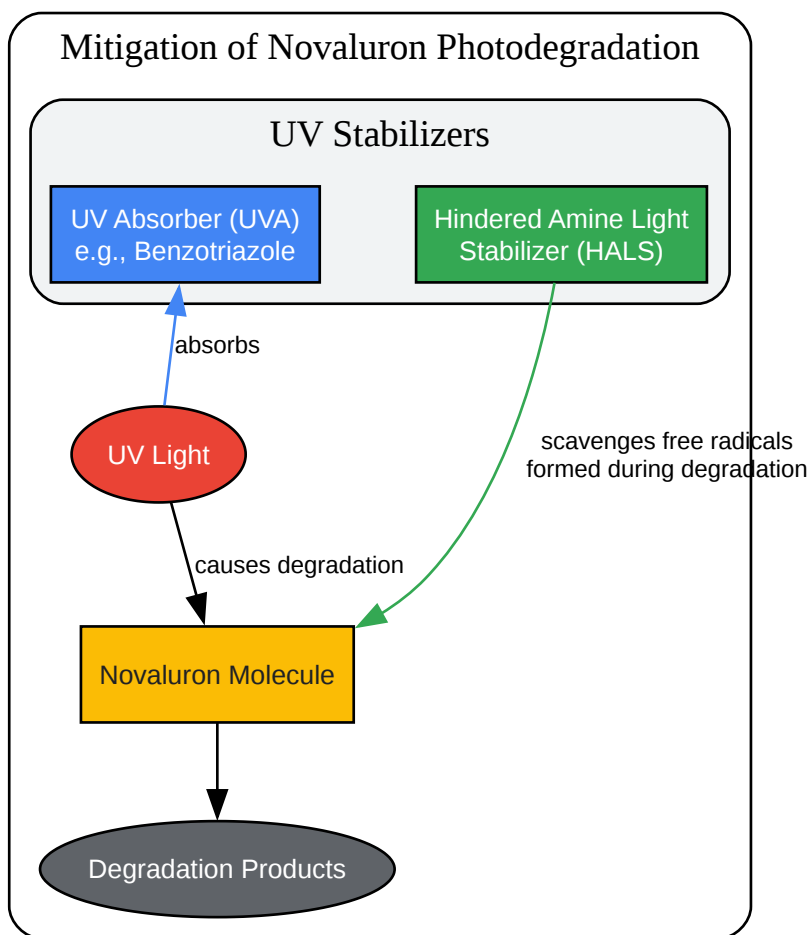 Mitigation of Novaluron Photodegradation
UV Stabilizers
UV Absorber (UVA)
e.g., Benzotriazole
Hindered Amine Light
Stabilizer (HALS)
absorbs
UV Light
scavenges free radicals
formed during degradation
causes degradation
Novaluron Molecule
Degradation Products